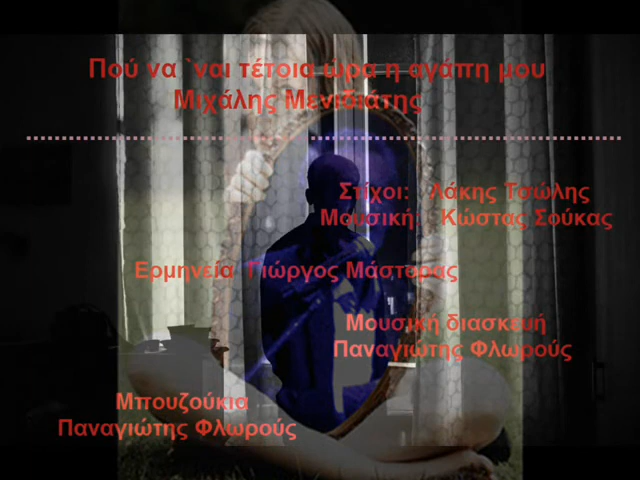 Πού να `ναι τέτοια ώρα η αγάπη μου
Μιχάλης Μενιδιάτης
Στίχοι: Λάκης Τσώλης
Μουσική: Κώστας Σούκας
Ερμηνεία Γιώργος Μάστορας
Μουσική διασκευή
Παναγιώτης Φλωρούς
Μπουζούκια
Παναγιώτης Φλωρούς